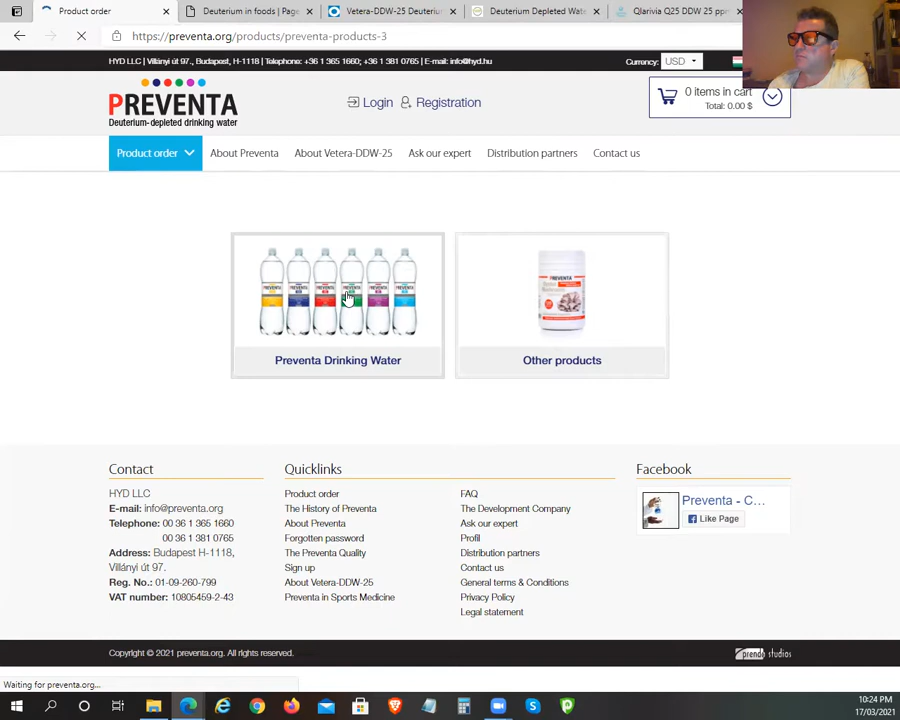 Product order
Deuterium in foods | Page
Vetera-DDW-25 Deuteriu
Deuterium Depleted Wate
Qlarivia Q25 DDW 25 ppm
https://preventa.org/products/preventa-products-3
HYD LLC | Villányi út 97., Budapest, H-1118 | Telephone: +36 1 365 1660; +36 1 381 0765 | E-mail: info@hyd.hu
Currency: USD
PREVENTA
Deuterium-depleted drinking water
Login
Registration
0 items in cart
Total: 0.00 $
Product order
About Preventa
About Vetera-DDW-25
Ask our expert
Distribution partners
Contact us
PREVENTA
Preventa Drinking Water
Other products
Contact
HYD LLC
E-mail: info@preventa.org
Telephone: 00 36 1 365 1660
00 36 1 381 0765
Address: Budapest H-1118,
Villányi út 97.
Reg. No.: 01-09-260-799
VAT number: 10805459-2-43
Quicklinks
Product order
The History of Preventa
About Preventa
Forgotten password
The Preventa Quality
Sign up
About Vetera-DDW-25
Preventa in Sports Medicine
FAQ
The Development Company
Ask our expert
Profil
Distribution partners
Contact us
General terms & Conditions
Privacy Policy
Legal statement
Facebook
Preventa - C...
Like Page
Copyright © 2021 preventa.org. All rights reserved.
prendo studios
Waiting for preventa.org...
10:24 PM
17/03/2021